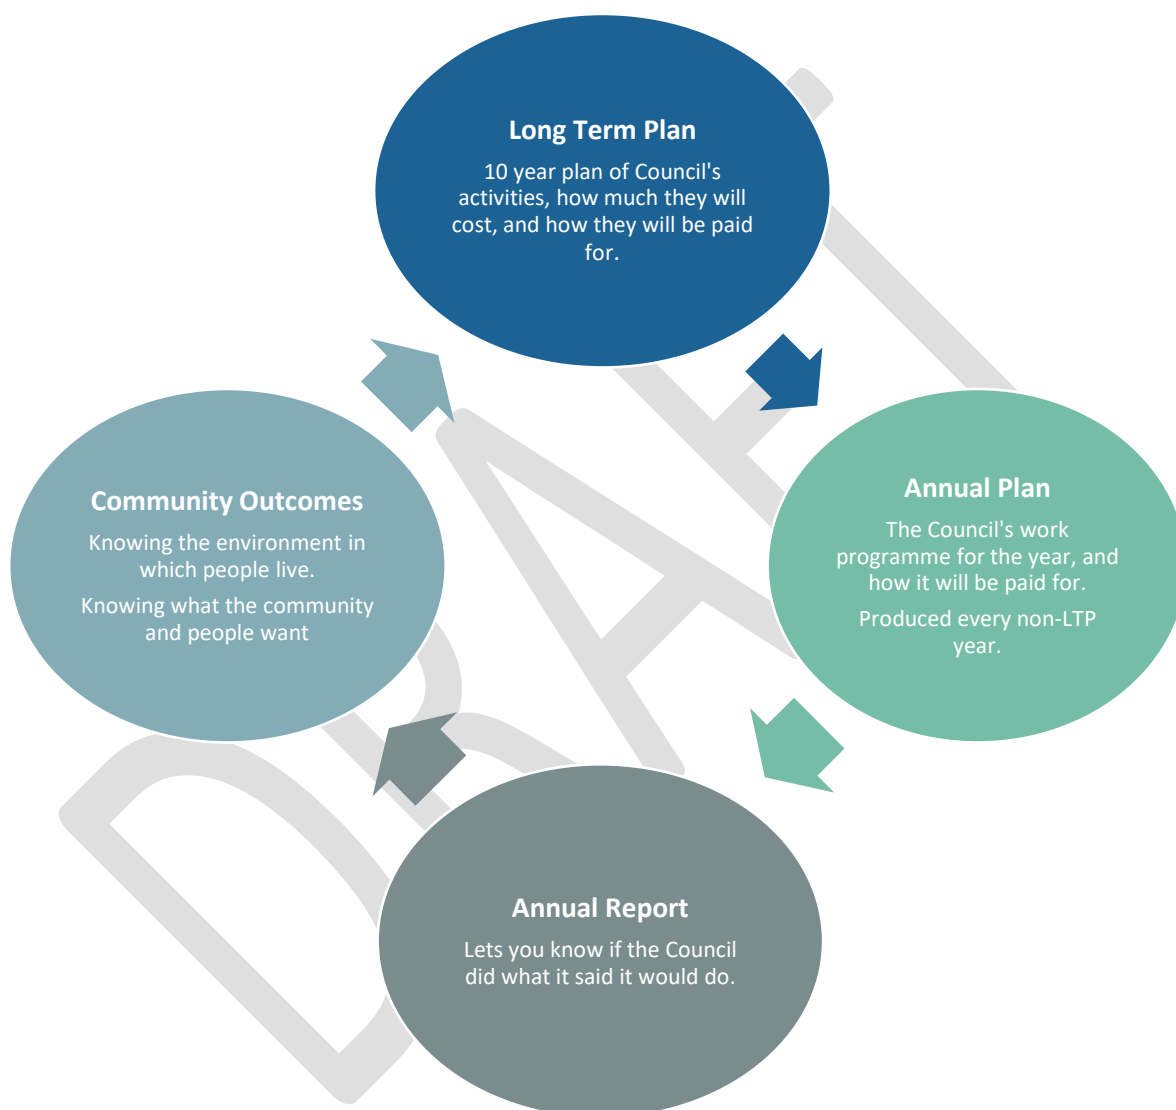 Long Term Plan
10 year plan of Council's
activities, how much they will
cost, and how they will be paid
for.
Community Outcomes
Knowing the environment in
which people live.
Knowing what the community
and people want
Annual Plan
The Council's work
programme for the year, and
how it will be paid for.
Produced every non-LTP
year.
Annual Report
Lets you know if the Council
did what it said it would do.
DRAFT